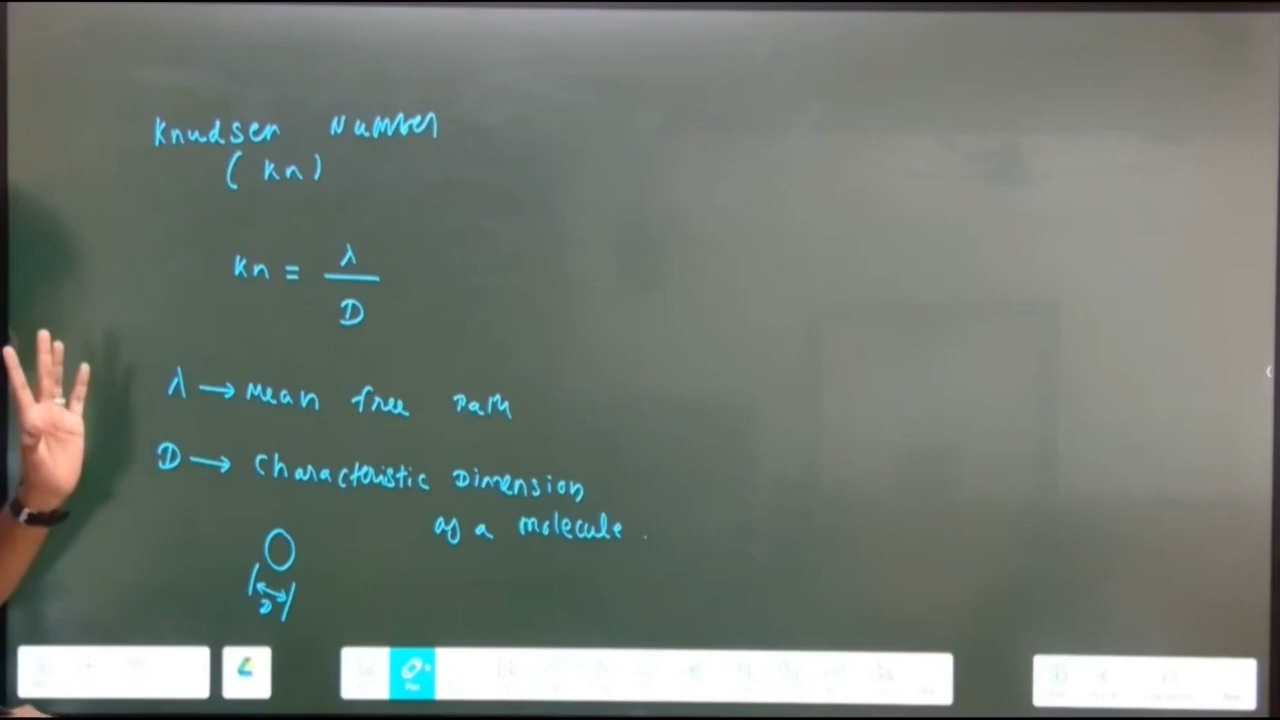 Knudsen Number
(Kn)
Kn = λ / D
λ → Mean free Path
D → Characteristic Dimension
of a molecule.
D